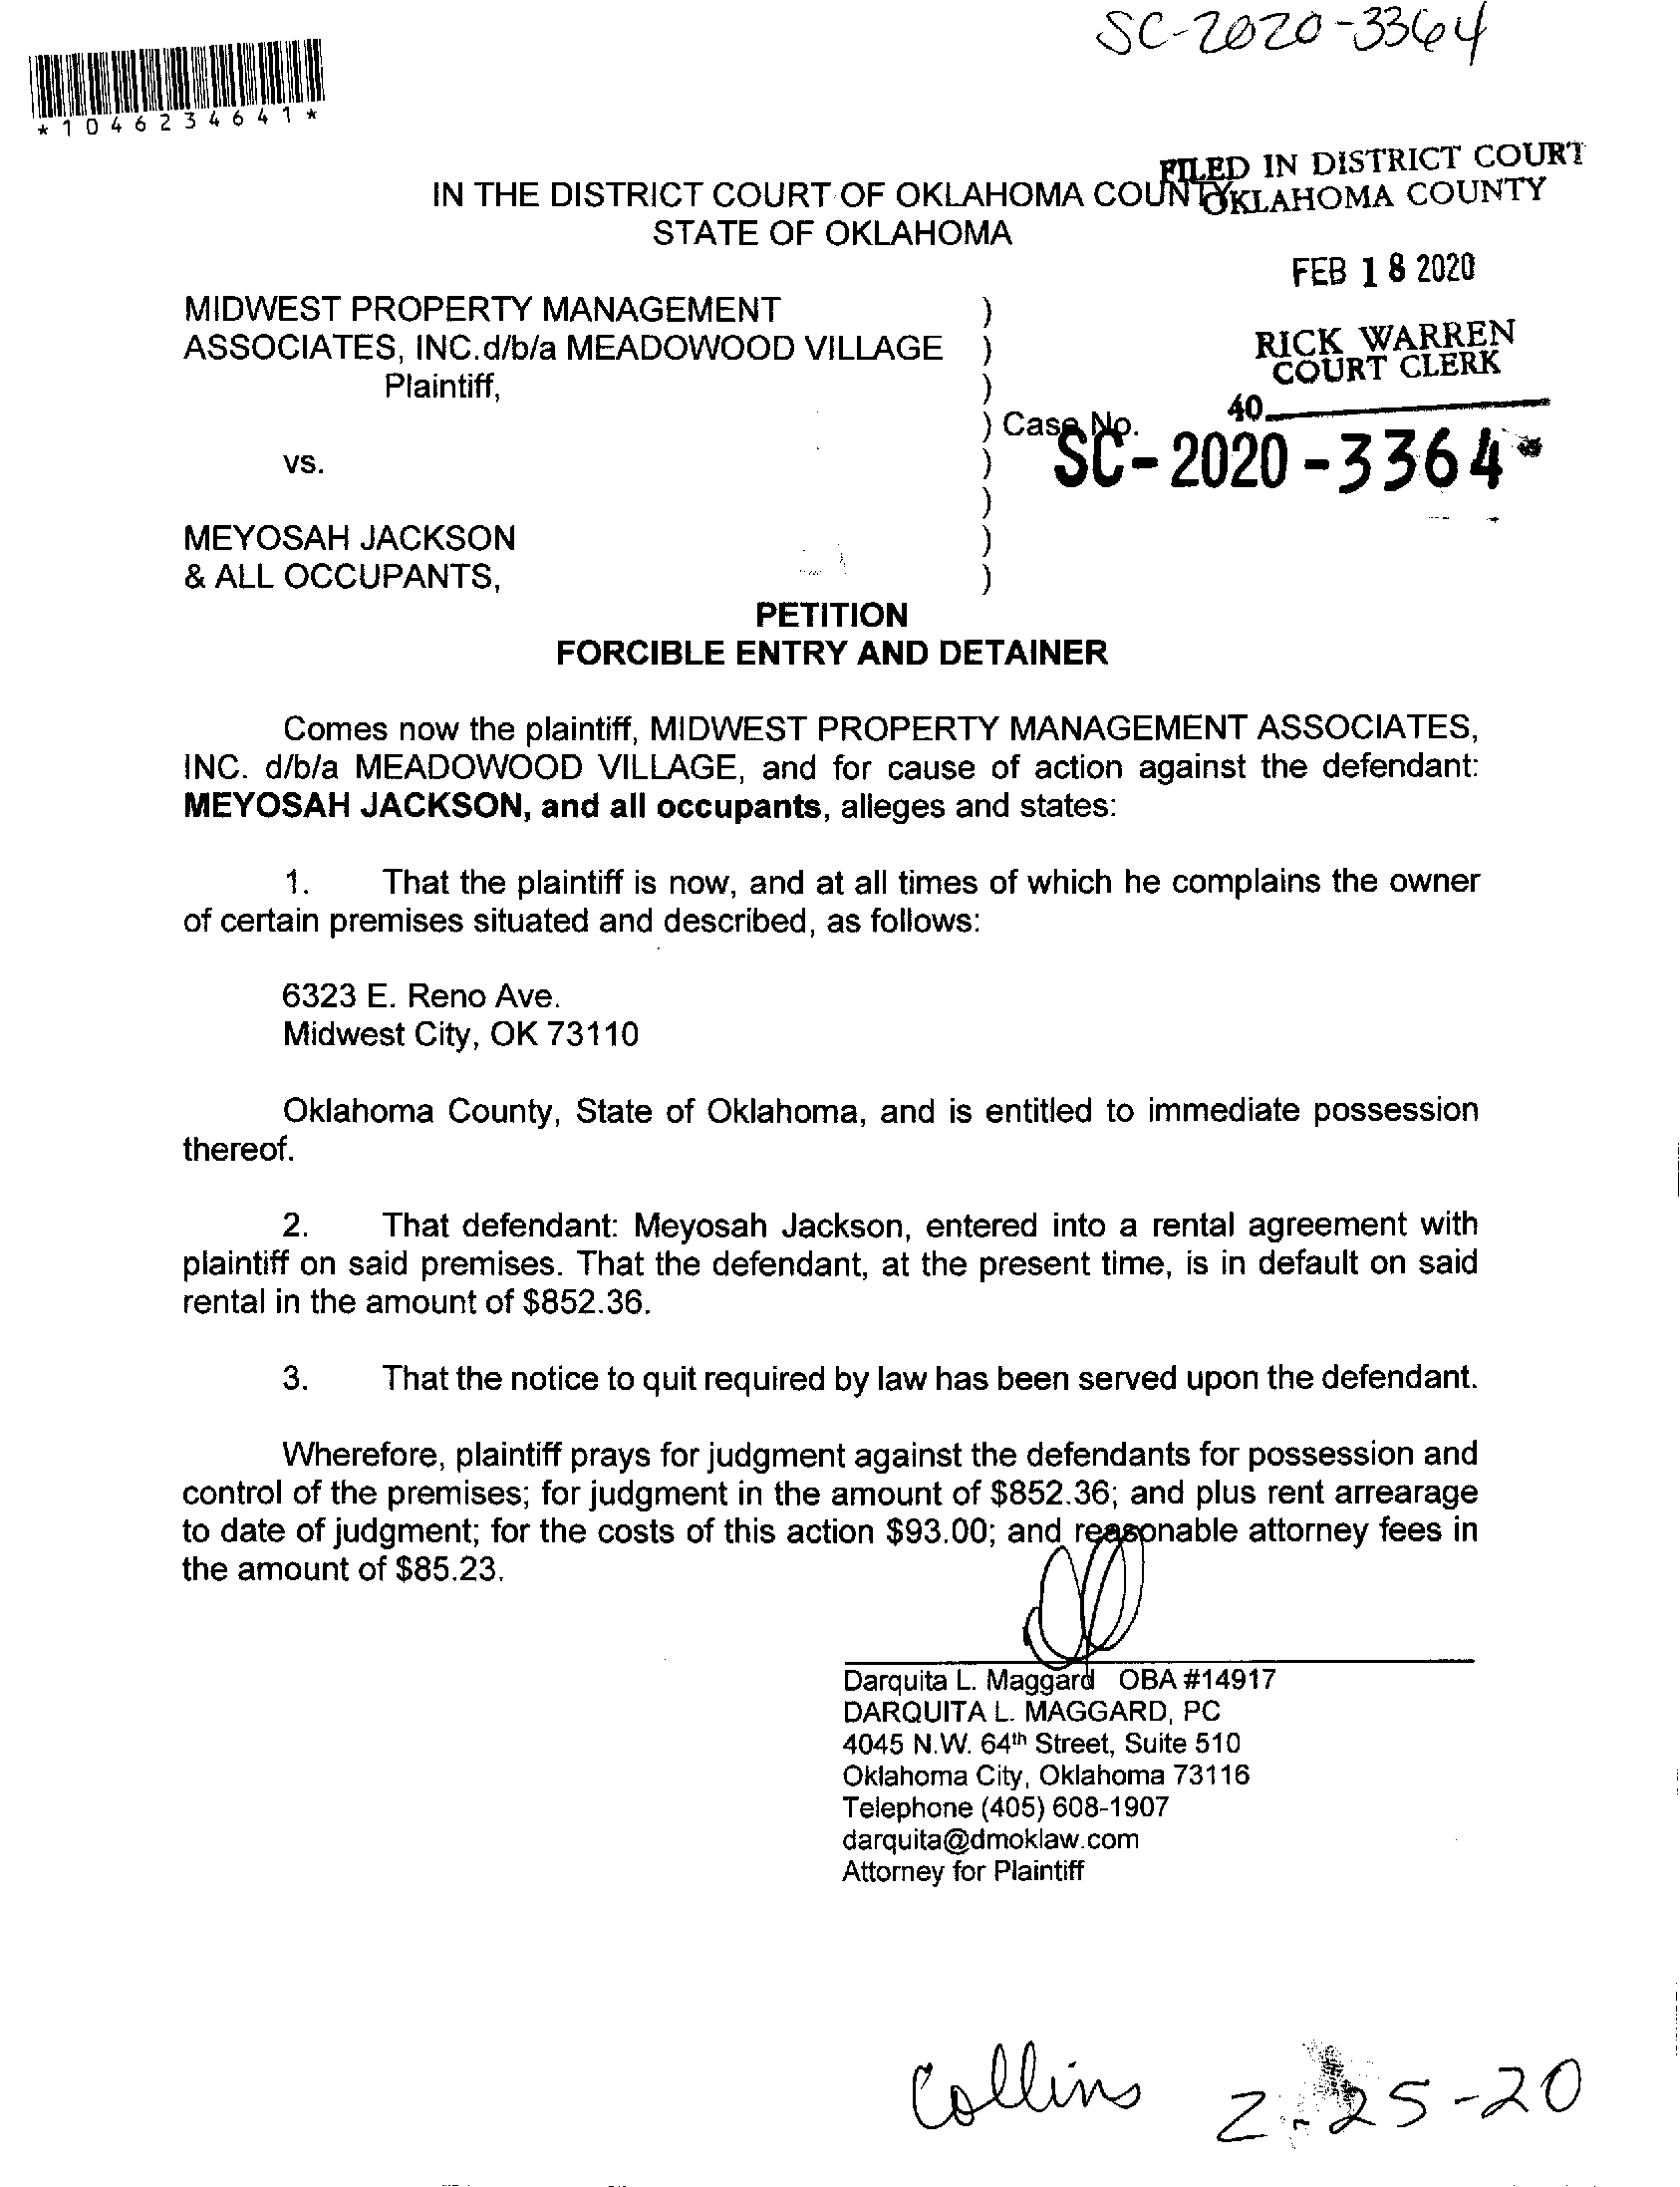 SC-2020-3364
*1046234641*
FILED IN DISTRICT COURT
OKLAHOMA COUNTY
IN THE DISTRICT COURT OF OKLAHOMA COUNTY
STATE OF OKLAHOMA
FEB 18 2020
RICK WARREN
COURT CLERK
40
MIDWEST PROPERTY MANAGEMENT )
ASSOCIATES, INC.d/b/a MEADOWOOD VILLAGE )
Plaintiff, )
) Case No.
SC-2020-3364
vs. )
)
MEYOSAH JACKSON )
& ALL OCCUPANTS, )
PETITION
FORCIBLE ENTRY AND DETAINER
Comes now the plaintiff, MIDWEST PROPERTY MANAGEMENT ASSOCIATES,
INC. d/b/a MEADOWOOD VILLAGE, and for cause of action against the defendant:
MEYOSAH JACKSON, and all occupants, alleges and states:
1. That the plaintiff is now, and at all times of which he complains the owner
of certain premises situated and described, as follows:
6323 E. Reno Ave.
Midwest City, OK 73110
Oklahoma County, State of Oklahoma, and is entitled to immediate possession
thereof.
2. That defendant: Meyosah Jackson, entered into a rental agreement with
plaintiff on said premises. That the defendant, at the present time, is in default on said
rental in the amount of $852.36.
3. That the notice to quit required by law has been served upon the defendant.
Wherefore, plaintiff prays for judgment against the defendants for possession and
control of the premises; for judgment in the amount of $852.36; and plus rent arrearage
to date of judgment; for the costs of this action $93.00; and reasonable attorney fees in
the amount of $85.23.
Darquita L. Maggard OBA #14917
DARQUITA L. MAGGARD, PC
4045 N.W. 64th Street, Suite 510
Oklahoma City, Oklahoma 73116
Telephone (405) 608-1907
darquita@dmoklaw.com
Attorney for Plaintiff
Collins 2-25-20